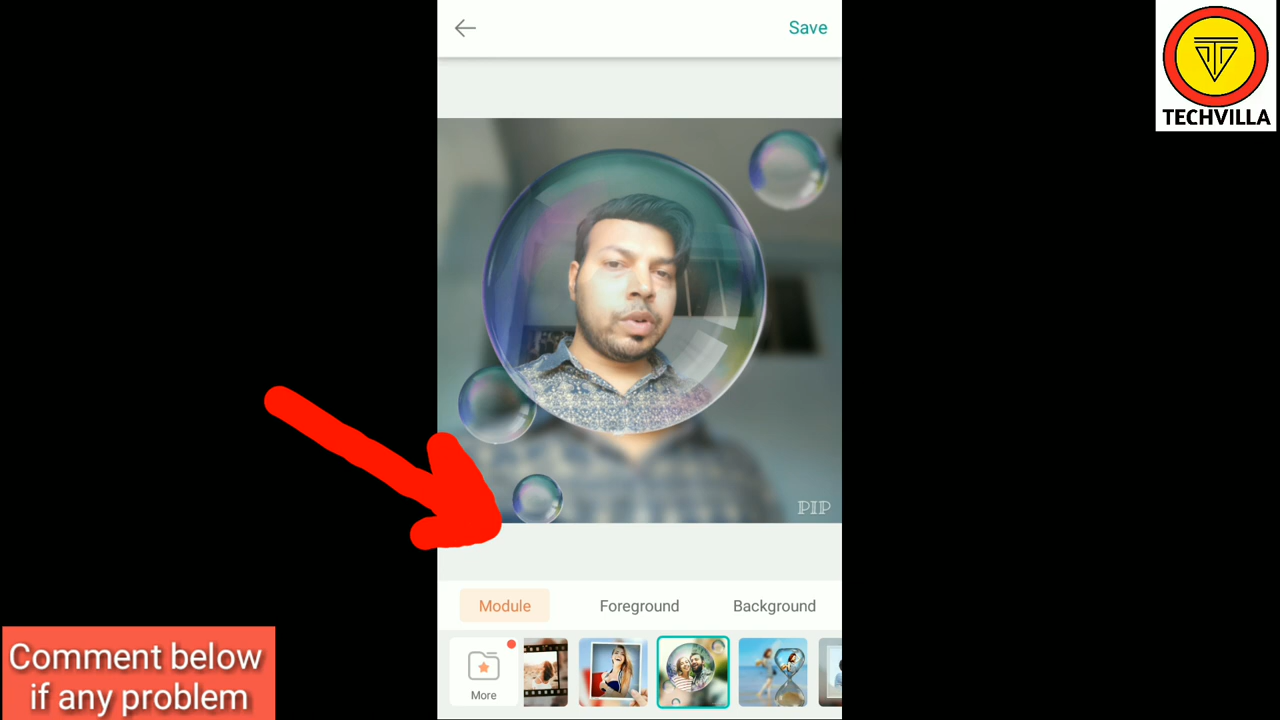 Save
TECHVILLA
PIP
Module
Foreground
Background
More
Comment below
if any problem